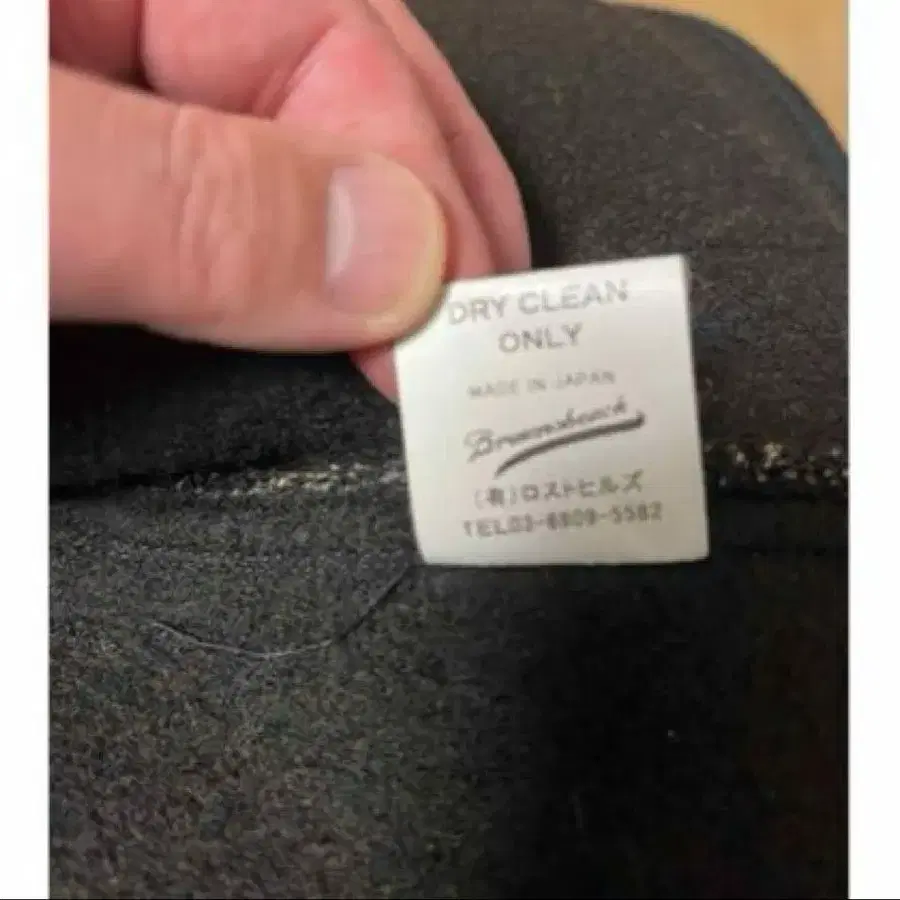 DRY CLEAN
ONLY
MADE IN JAPAN
Brownsbeach
(有)ロストヒルズ
TEL03-6809-5582